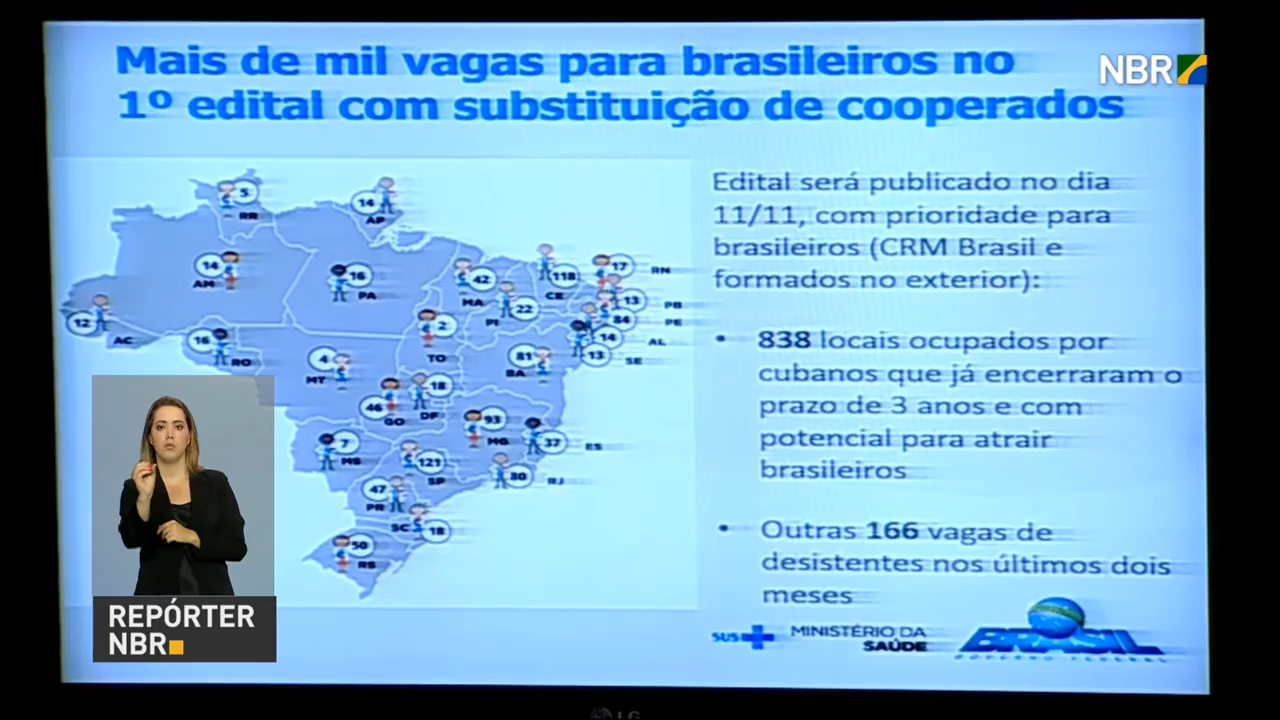 Mais de mil vagas para brasileiros no
1º edital com substituição de cooperados
NBR
5
RR
14
AP
14
AM
16
PA
42
MA
118
CE
17
RN
13
PB
84
PE
14
AL
13
SE
22
PI
12
AC
16
RO
2
TO
4
MT
81
BA
18
DF
46
GO
93
MG
37
ES
7
MS
121
SP
80
RJ
47
PR
SC
18
50
RS
Edital será publicado no dia
11/11, com prioridade para
brasileiros (CRM Brasil e
formados no exterior):
• 838 locais ocupados por
cubanos que já encerraram o
prazo de 3 anos e com
potencial para atrair
brasileiros
• Outras 166 vagas de
desistentes nos últimos dois
meses
REPÓRTER
NBR
SUS
MINISTÉRIO DA
SAÚDE
BRASIL
GOVERNO FEDERAL
LG